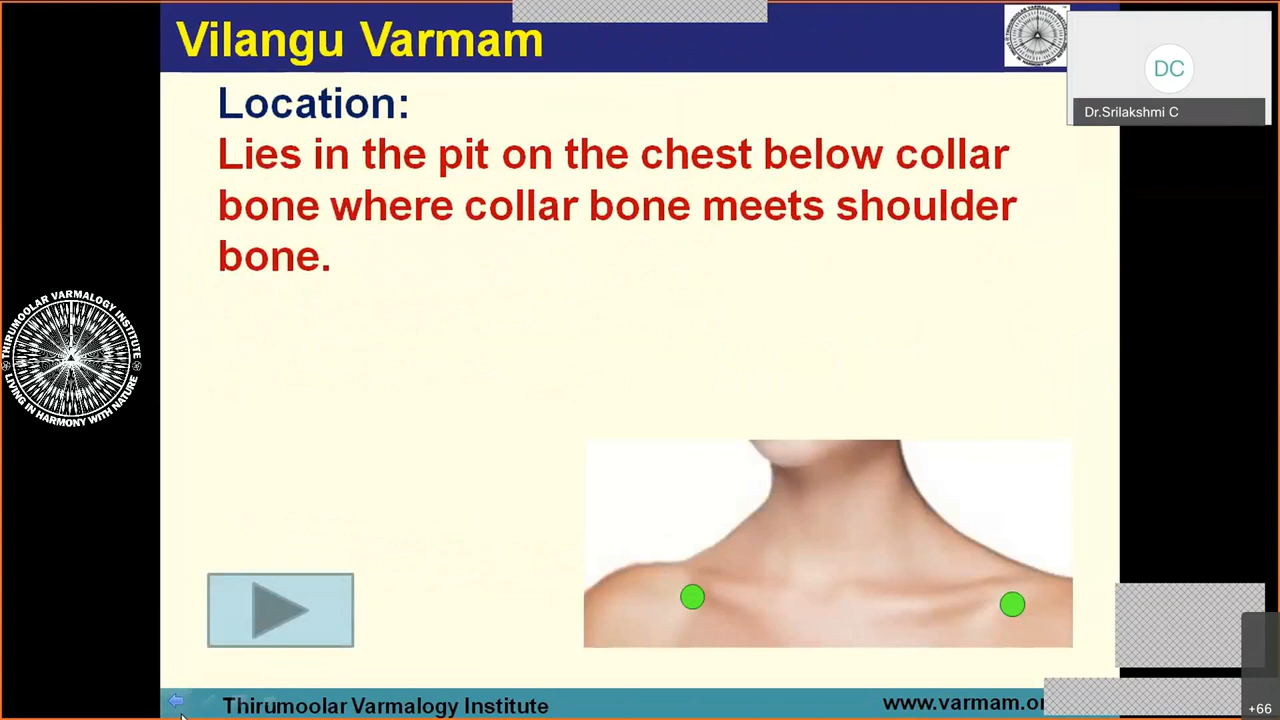 Vilangu Varmam
DC
Dr.Srilakshmi C
Location:
Lies in the pit on the chest below collar
bone where collar bone meets shoulder
bone.
THIRUMOOLAR VARMALOGY INSTITUTE
LIVING IN HARMONY WITH NATURE
Thirumoolar Varmalogy Institute
www.varmam.or
+66